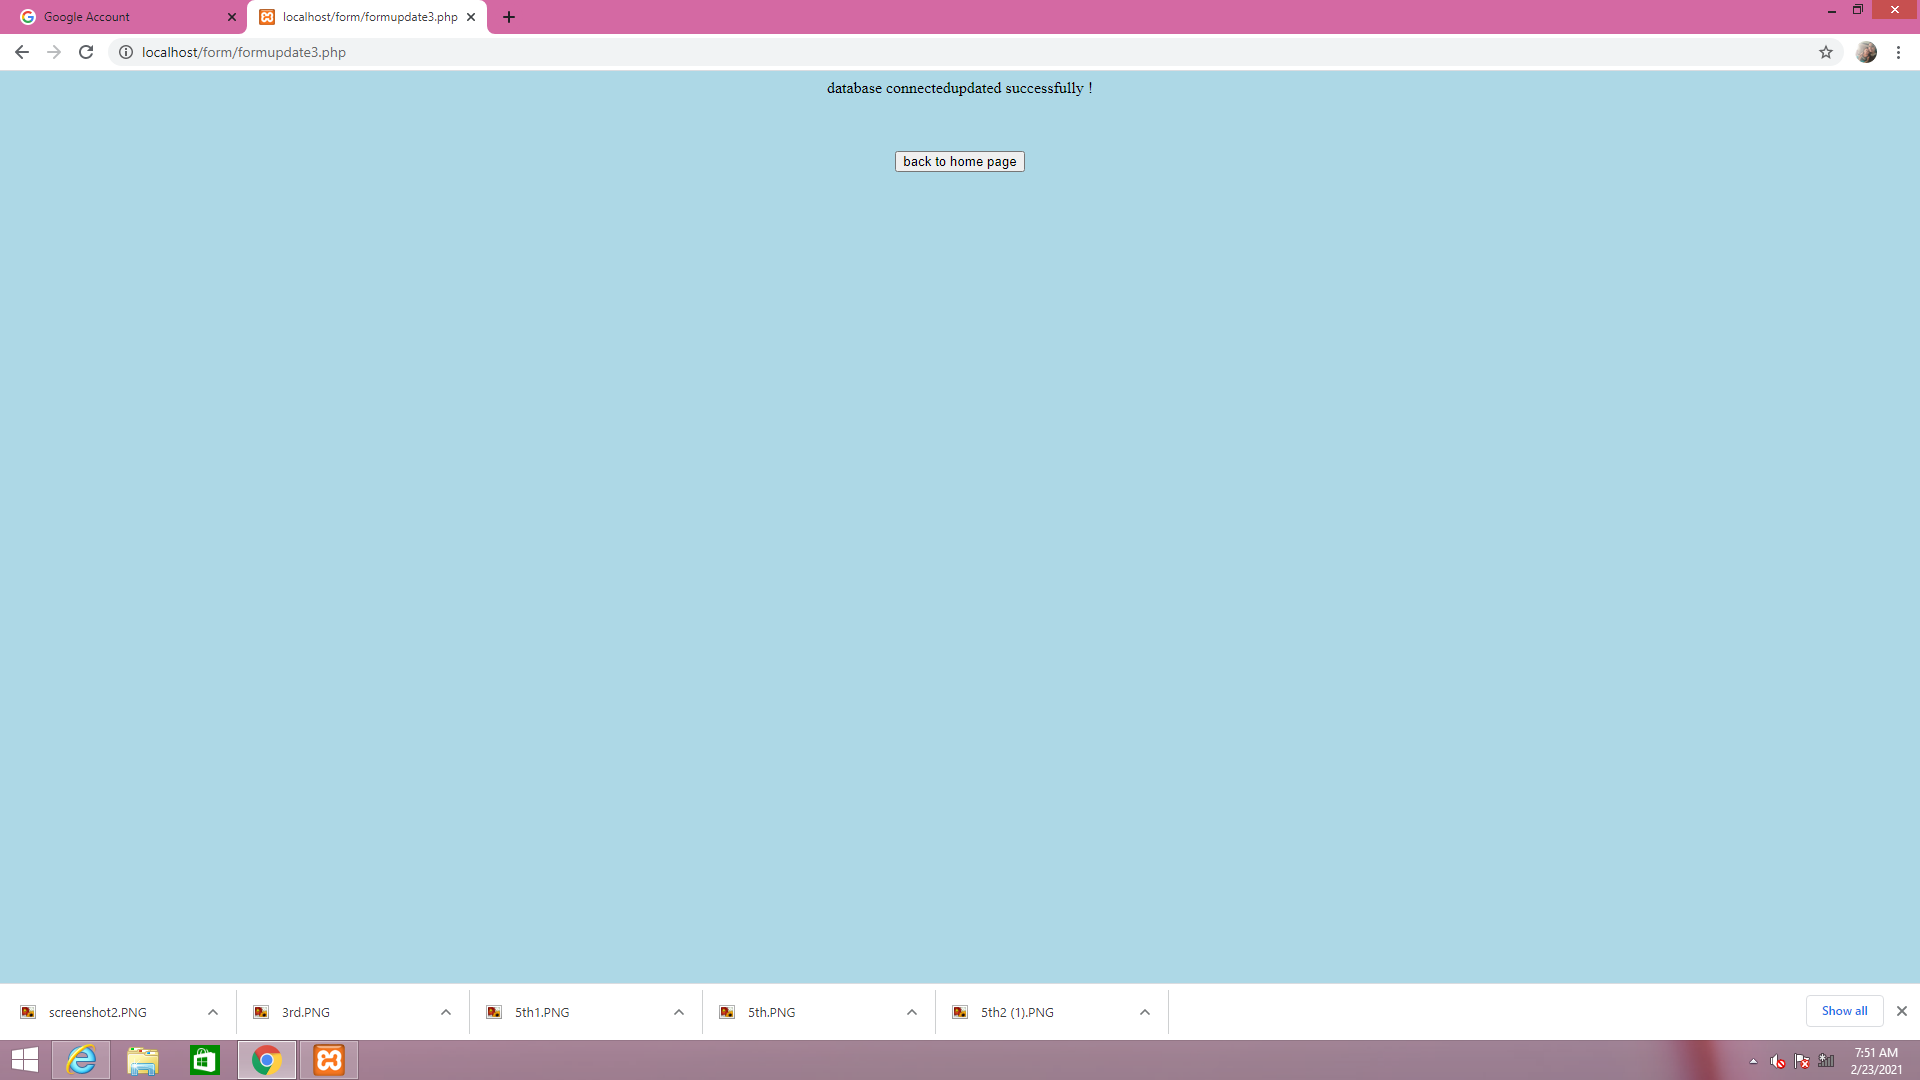 Google Account
localhost/form/formupdate3.php
localhost/form/formupdate3.php
database connectedupdated successfully !
back to home page
screenshot2.PNG
3rd.PNG
5th1.PNG
5th.PNG
5th2 (1).PNG
Show all
7:51 AM
2/23/2021